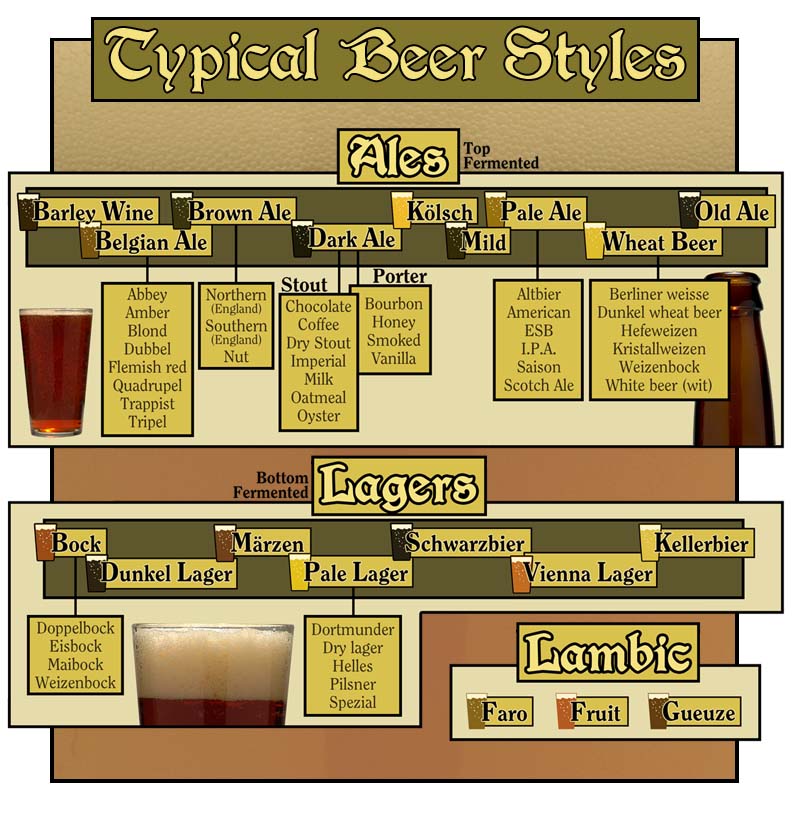 Typical Beer Styles
Ales
Top
Fermented
Barley Wine
Brown Ale
Kölsch
Pale Ale
Old Ale
Belgian Ale
Dark Ale
Mild
Wheat Beer
Abbey
Amber
Blond
Dubbel
Flemish red
Quadrupel
Trappist
Tripel
Northern
(England)
Southern
(England)
Nut
Stout
Chocolate
Coffee
Dry Stout
Imperial
Milk
Oatmeal
Oyster
Porter
Bourbon
Honey
Smoked
Vanilla
Altbier
American
ESB
I.P.A.
Saison
Scotch Ale
Berliner weisse
Dunkel wheat beer
Hefeweizen
Kristallweizen
Weizenbock
White beer (wit)
Bottom
Fermented
Lagers
Bock
Märzen
Schwarzbier
Kellerbier
Dunkel Lager
Pale Lager
Vienna Lager
Doppelbock
Eisbock
Maibock
Weizenbock
Dortmunder
Dry lager
Helles
Pilsner
Spezial
Lambic
Faro
Fruit
Gueuze